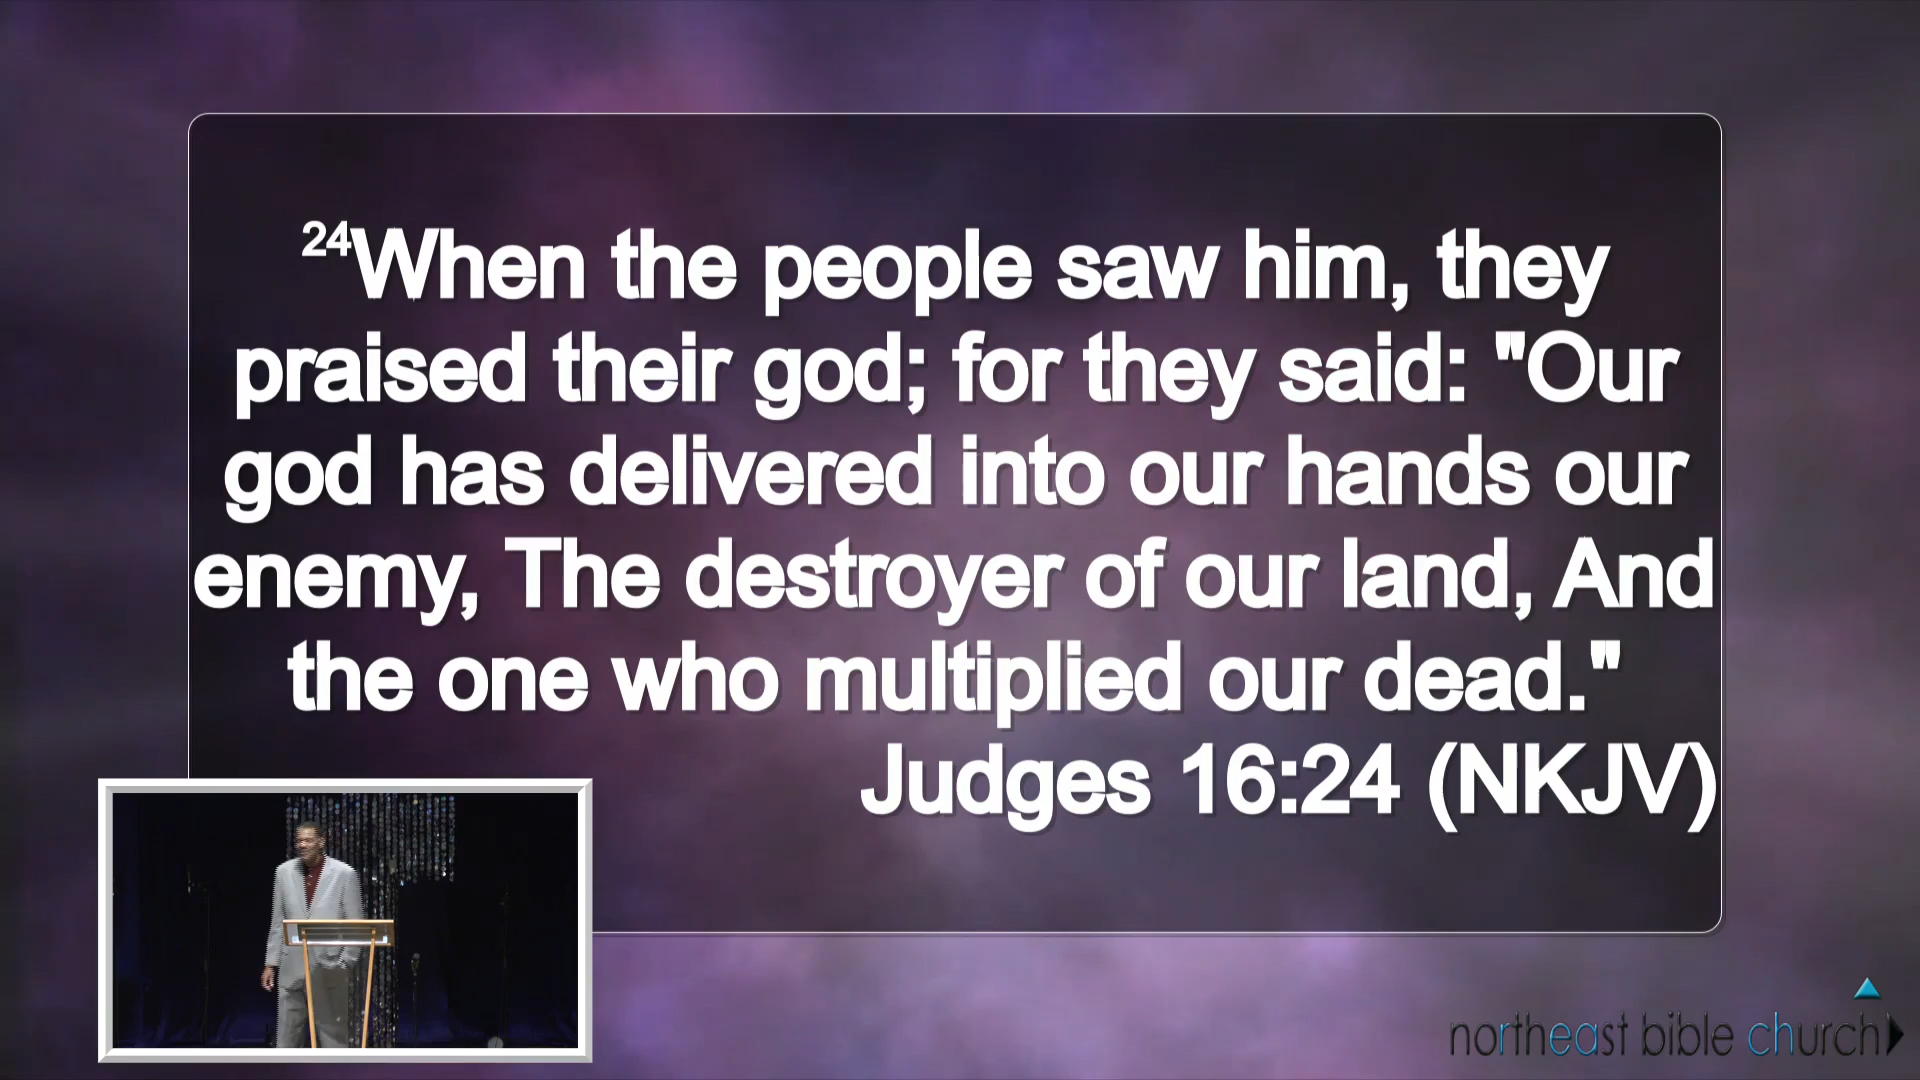 24When the people saw him, they
praised their god; for they said: "Our
god has delivered into our hands our
enemy, The destroyer of our land, And
the one who multiplied our dead."
Judges 16:24 (NKJV)
northeast bible church